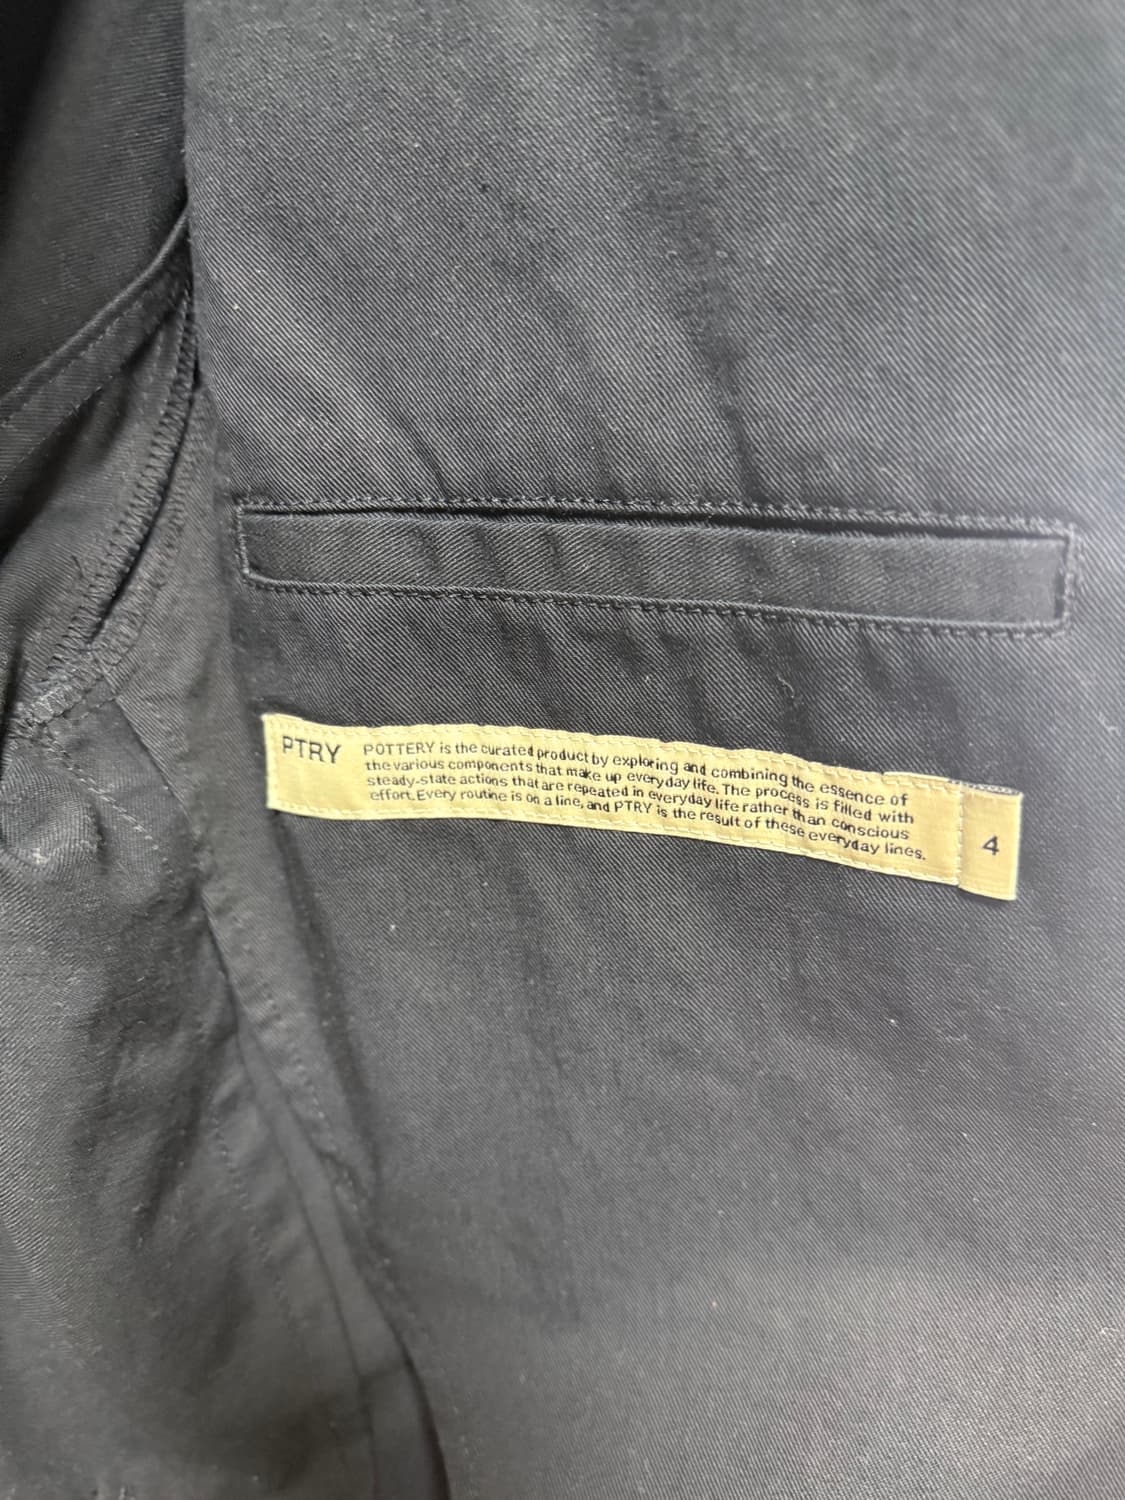 PTRY
POTTERY is the curated product by exploring and combining the essence of
the various components that make up everyday life. The process is filled with
steady-state actions that are repeated in everyday life rather than conscious
effort. Every routine is on a line, and PTRY is the result of these everyday lines.
4